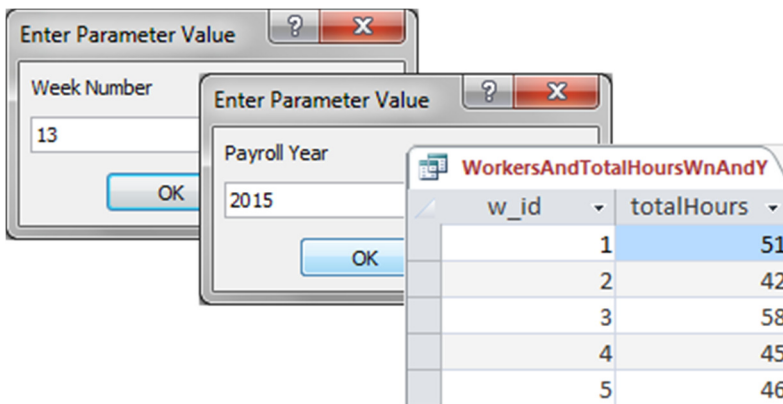 Enter Parameter Value
Week Number
13
OK
Enter Parameter Value
Payroll Year
2015
OK
WorkersAndTotalHoursWnAndY
w_id totalHours
1 51
2 42
3 58
4 45
5 46